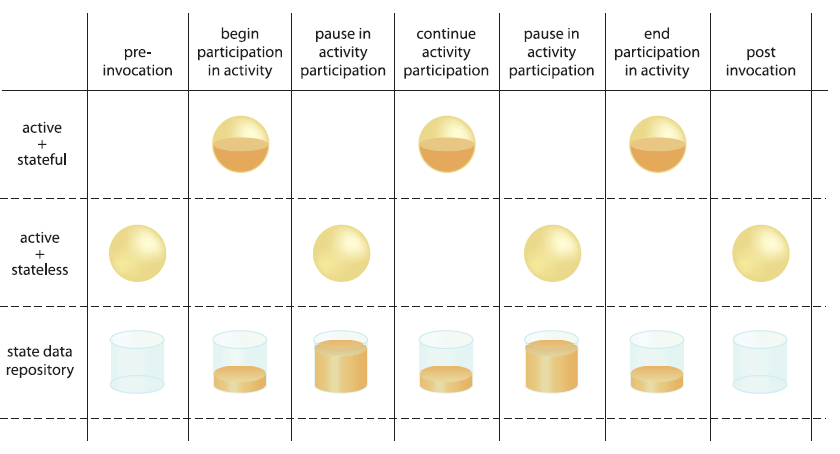 pre-
invocation
begin
participation
in activity
pause in
activity
participation
continue
activity
participation
pause in
activity
participation
end
participation
in activity
post
invocation
active
+
stateful
active
+
stateless
state data
repository